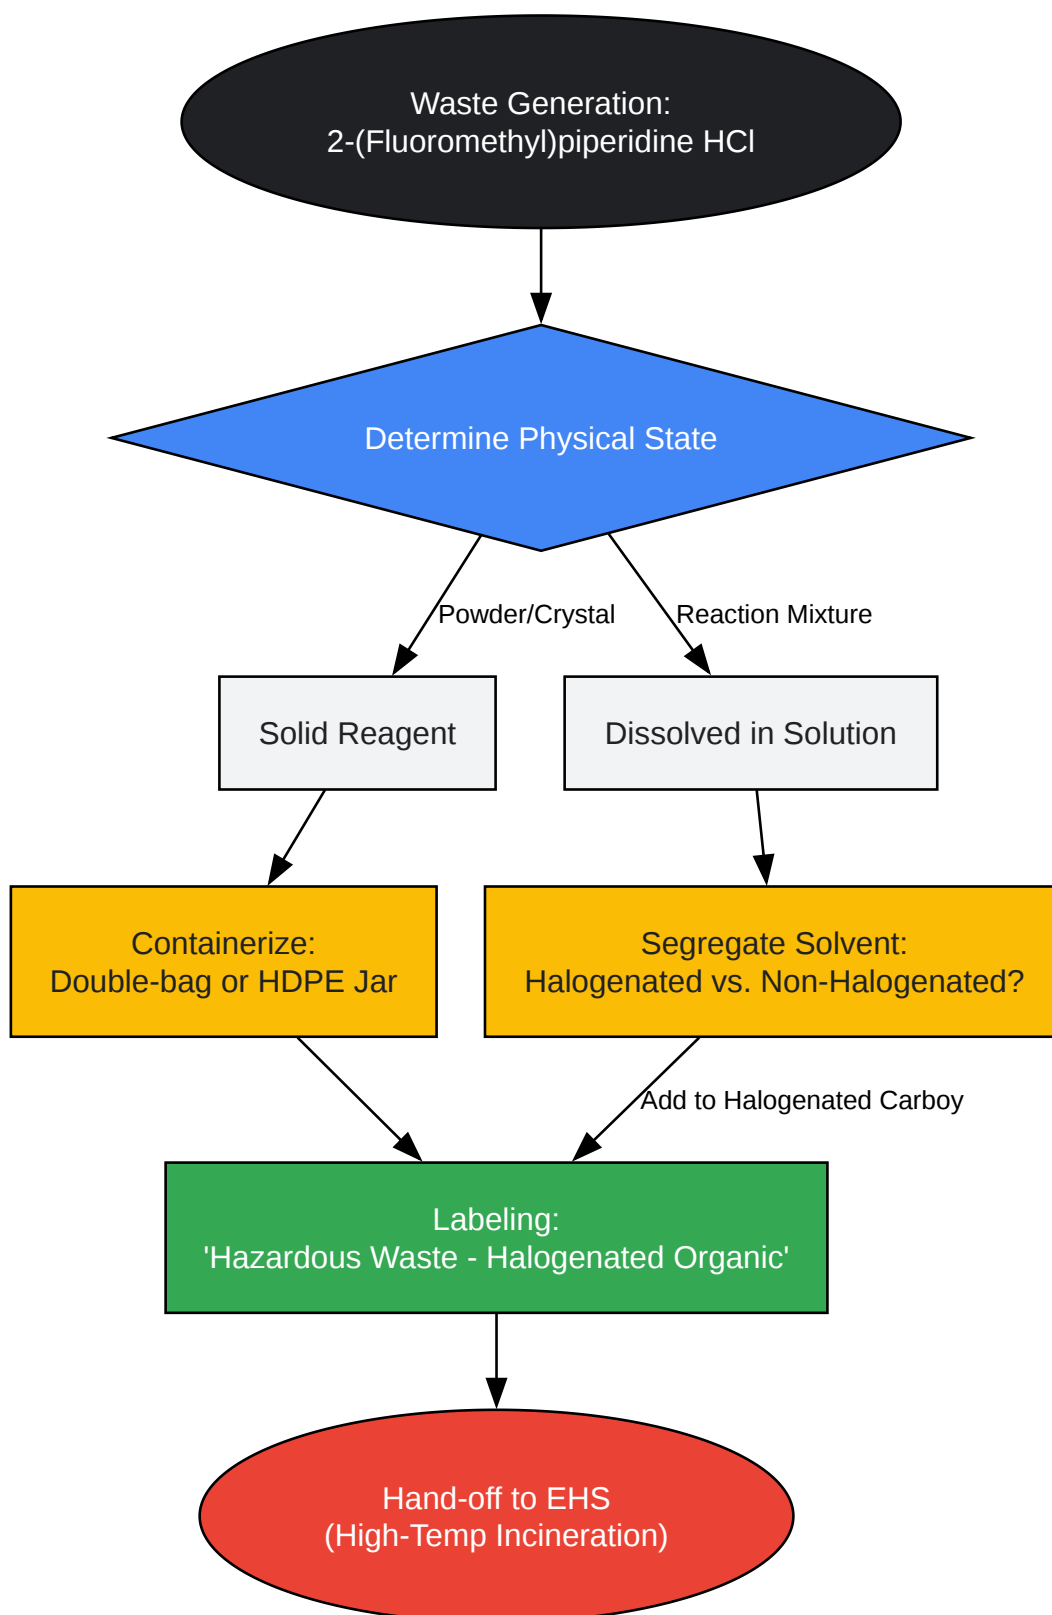 Waste Generation:
2-(Fluoromethyl)piperidine HCl
Determine Physical State
Powder/Crystal
Reaction Mixture
Solid Reagent
Dissolved in Solution
Containerize:
Double-bag or HDPE Jar
Segregate Solvent:
Halogenated vs. Non-Halogenated?
Add to Halogenated Carboy
Labeling:
'Hazardous Waste - Halogenated Organic'
Hand-off to EHS
(High-Temp Incineration)